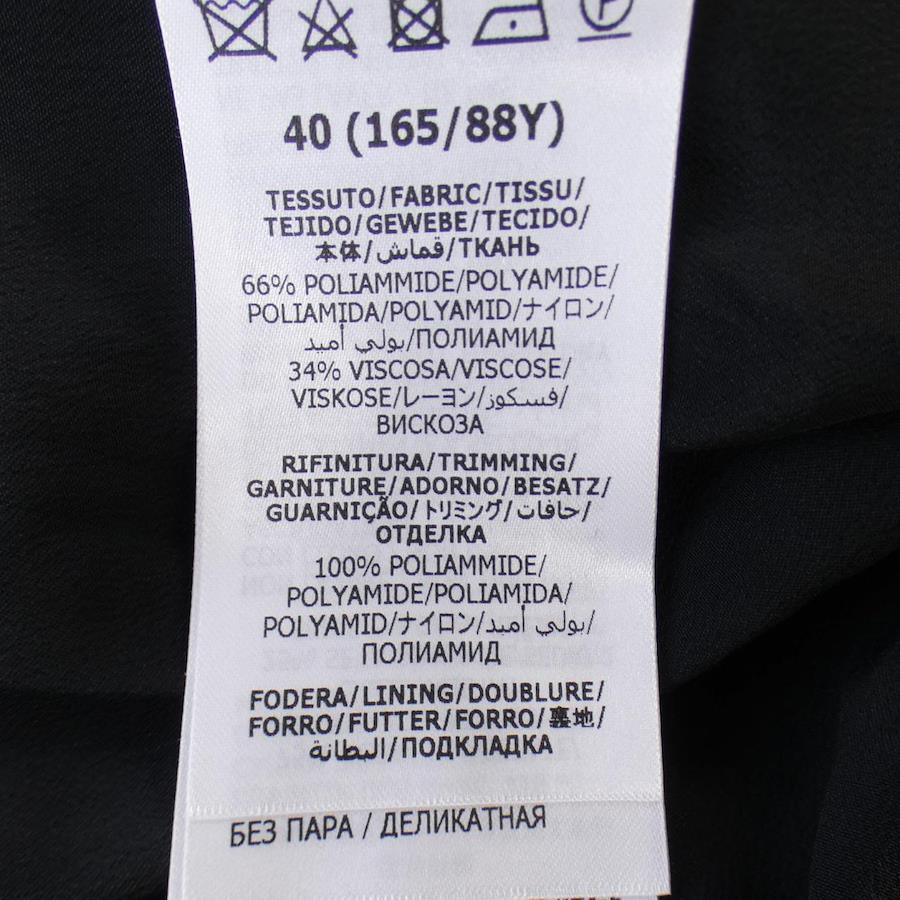 P
40 (165/88Y)
TESSUTO/FABRIC/TISSU/
TEJIDO/GEWEBE/TECIDO/
本体/قماش/ТКАНЬ
66% POLIAMMIDE/POLYAMIDE/
POLIAMIDA/POLYAMID/ナイロン/
بولي أميد/ПОЛИАМИД
34% VISCOSA/VISCOSE/
VISKOSE/レーヨン/فسكوز/
ВИСКОЗА
RIFINITURA/TRIMMING/
GARNITURE/ADORNO/BESATZ/
GUARNIÇÃO/トリミング/حافات/
ОТДЕЛКА
100% POLIAMMIDE/
POLYAMIDE/POLIAMIDA/
POLYAMID/ナイロン/بولي أميد/
ПОЛИАМИД
FODERA/LINING/DOUBLURE/
FORRO/FUTTER/FORRO/裏地/
البطانة/ПОДКЛАДКА
БЕЗ ПАРА / ДЕЛИКАТНАЯ